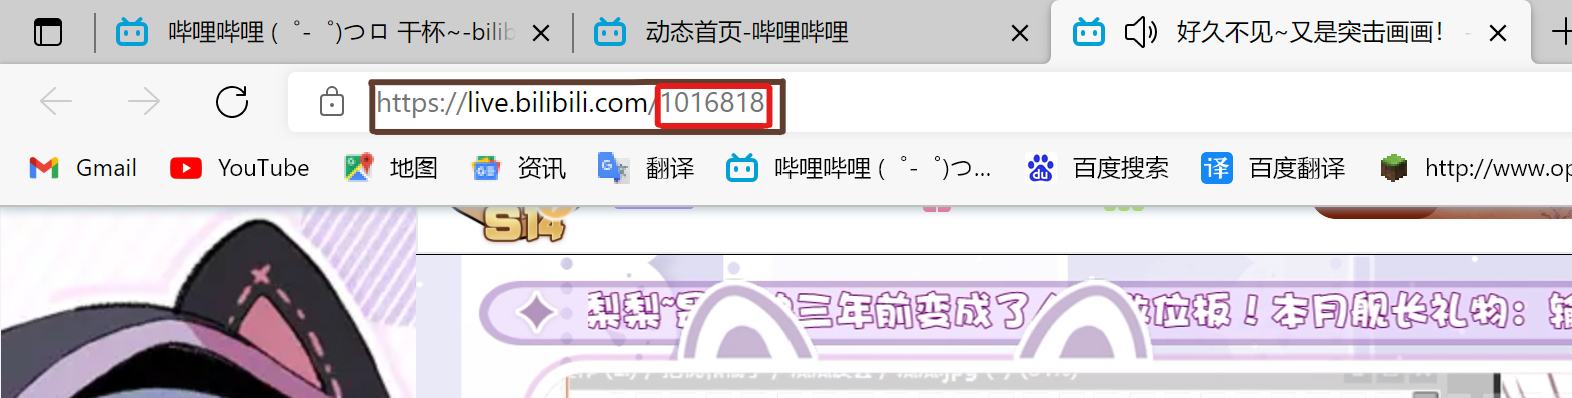 哔哩哔哩 (゜-゜)つロ 干杯~-bilib
动态首页-哔哩哔哩
好久不见~又是突击画画！
https://live.bilibili.com/1016818
Gmail
YouTube
地图
资讯
翻译
哔哩哔哩 (゜-゜)つ...
百度搜索
译
百度翻译
http://www.op
S14
梨梨~是
三年前变成了
数位板！本月舰长礼物：